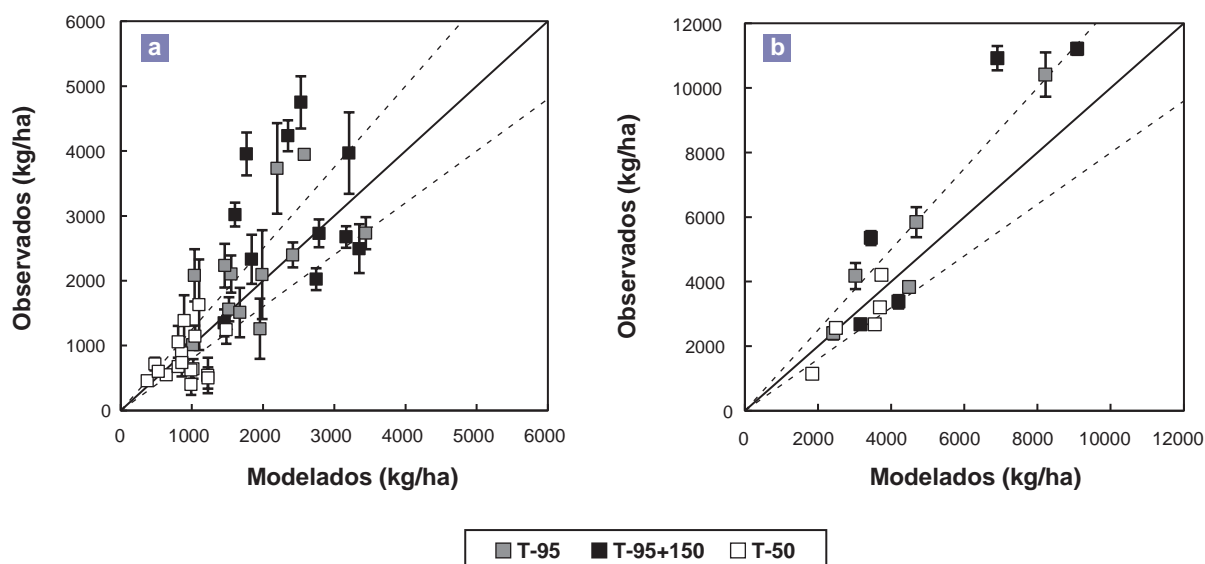 a
Observados (kg/ha)
6000
5000
4000
3000
2000
1000
0
0 1000 2000 3000 4000 5000 6000
Modelados (kg/ha)
b
Observados (kg/ha)
12000
10000
8000
6000
4000
2000
0
0 2000 4000 6000 8000 10000 12000
Modelados (kg/ha)
T-95 T-95+150 T-50